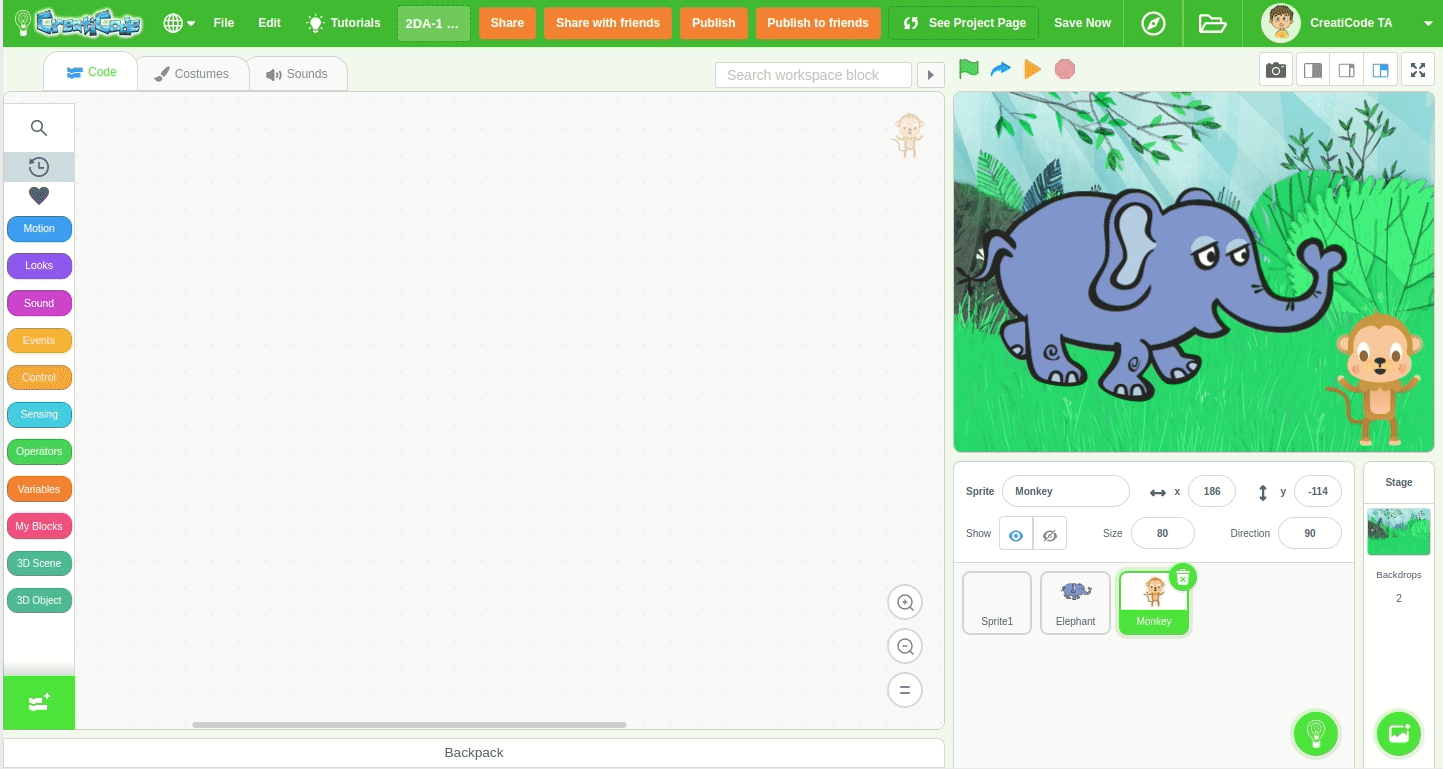 CreatiCode
File
Edit
Tutorials
2DA-1 ...
Share
Share with friends
Publish
Publish to friends
See Project Page
Save Now
CreatiCode TA
Code
Costumes
Sounds
Search workspace block
Motion
Looks
Sound
Events
Control
Sensing
Operators
Variables
My Blocks
3D Scene
3D Object
Backpack
Sprite
Monkey
x
186
y
-114
Show
Size
80
Direction
90
Sprite1
Elephant
Monkey
Stage
Backdrops
2